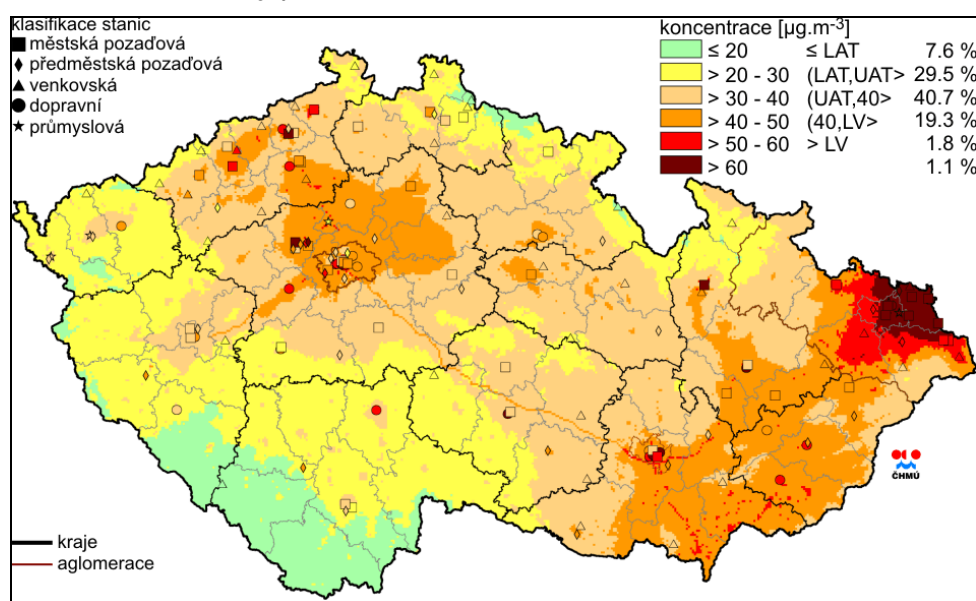 klasifikace stanic
městská pozaďová
předměstská pozaďová
venkovská
dopravní
průmyslová
koncentrace [µg.m-3]
≤ 20 ≤ LAT 7.6 %
> 20 - 30 (LAT,UAT> 29.5 %
> 30 - 40 (UAT,40> 40.7 %
> 40 - 50 (40,LV> 19.3 %
> 50 - 60 > LV 1.8 %
> 60 1.1 %
ČHMÚ
kraje
aglomerace